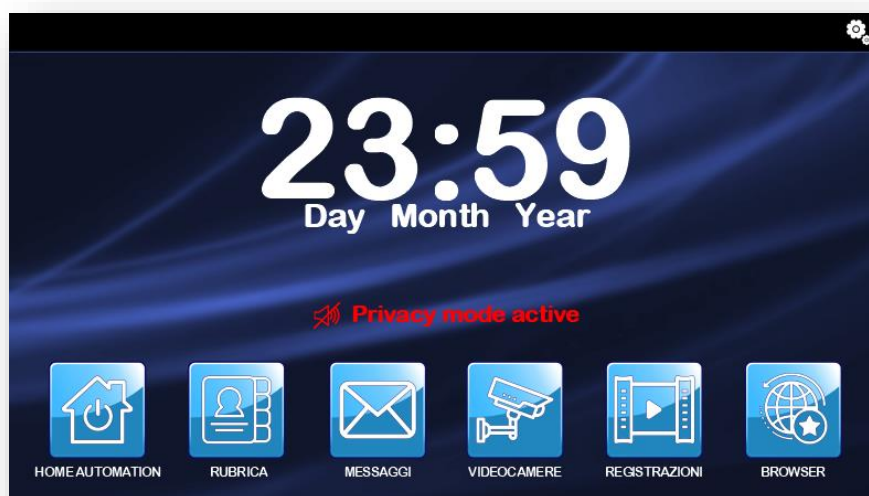 23:59
Day Month Year
Privacy mode active
HOME AUTOMATION RUBRICA MESSAGGI VIDEOCAMERE REGISTRAZIONI BROWSER